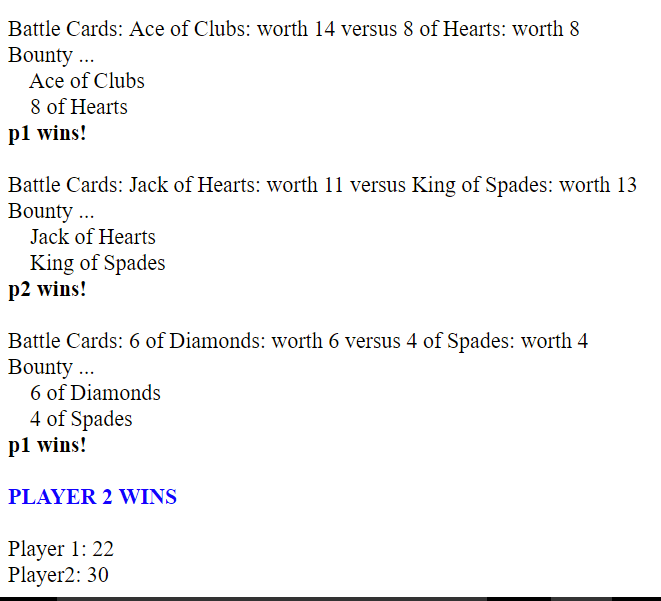 Battle Cards: Ace of Clubs: worth 14 versus 8 of Hearts: worth 8
Bounty ...
Ace of Clubs
8 of Hearts
p1 wins!
Battle Cards: Jack of Hearts: worth 11 versus King of Spades: worth 13
Bounty ...
Jack of Hearts
King of Spades
p2 wins!
Battle Cards: 6 of Diamonds: worth 6 versus 4 of Spades: worth 4
Bounty ...
6 of Diamonds
4 of Spades
p1 wins!
PLAYER 2 WINS
Player 1: 22
Player2: 30